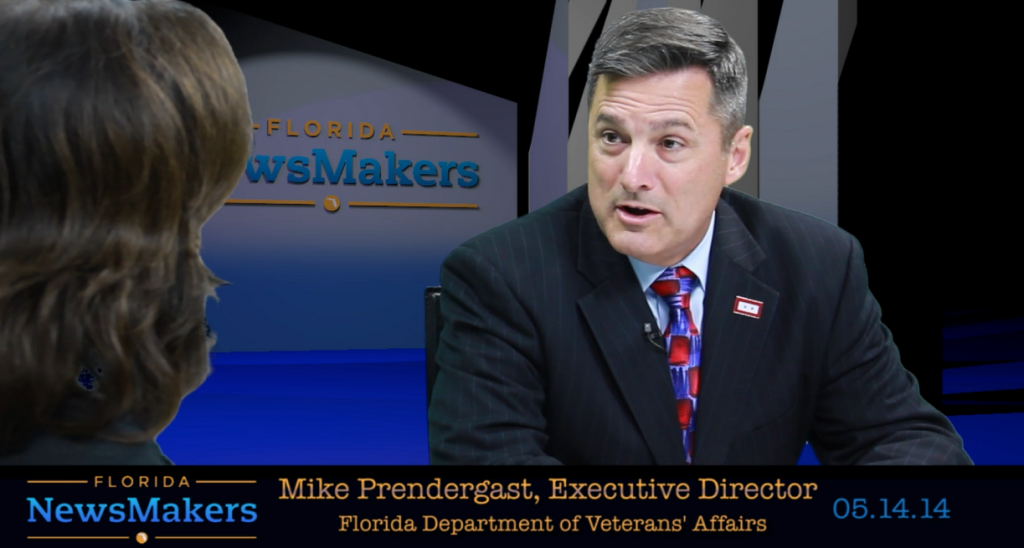 FLORIDA
wsMakers
FLORIDA
NewsMakers
Mike Prendergast, Executive Director
Florida Department of Veterans' Affairs
05.14.14